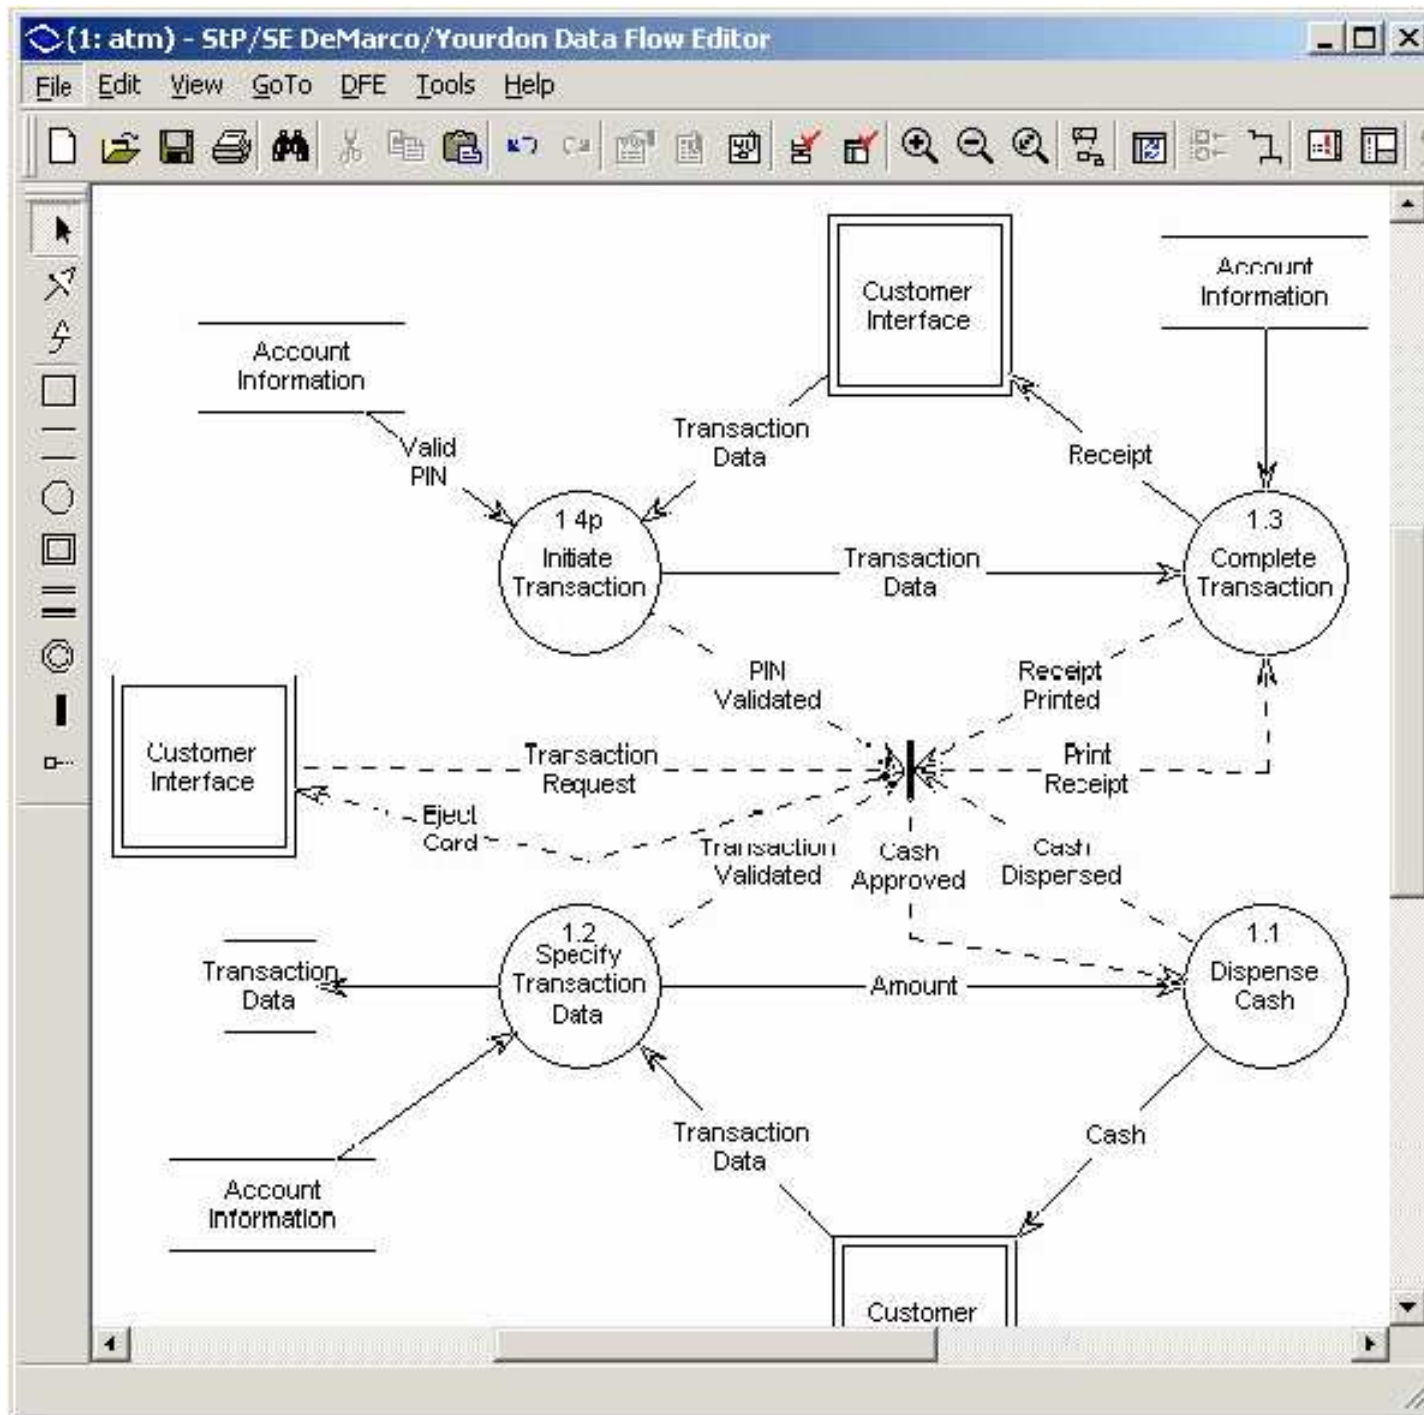 (1: atm) - StP/SE DeMarco/Yourdon Data Flow Editor
File Edit View GoTo DFE Tools Help
Customer
Interface
Account
Information
Account
Information
Transaction
Data
Receipt
Valid
PIN
1 4p
Initiate
Transaction
Transaction
Data
1.3
Complete
Transaction
PIN
Validated
Receipt
Printed
Customer
Interface
Transaction
Request
Print
Receipt
Eject
Card
Transaction
Validated
Cash
Approved
Cash
Dispensed
Transaction
Data
1.2
Specify
Transaction
Data
Amount
1.1
Dispense
Cash
Transaction
Data
Cash
Account
Information
Customer